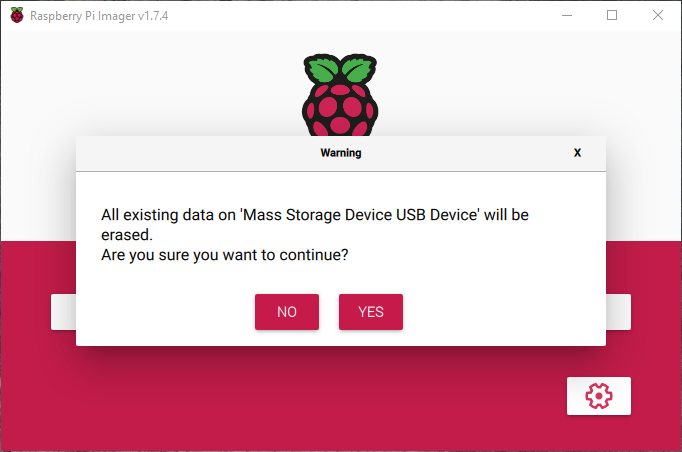 Raspberry Pi Imager v1.7.4
Warning
X
All existing data on 'Mass Storage Device USB Device' will be
erased.
Are you sure you want to continue?
NO
YES